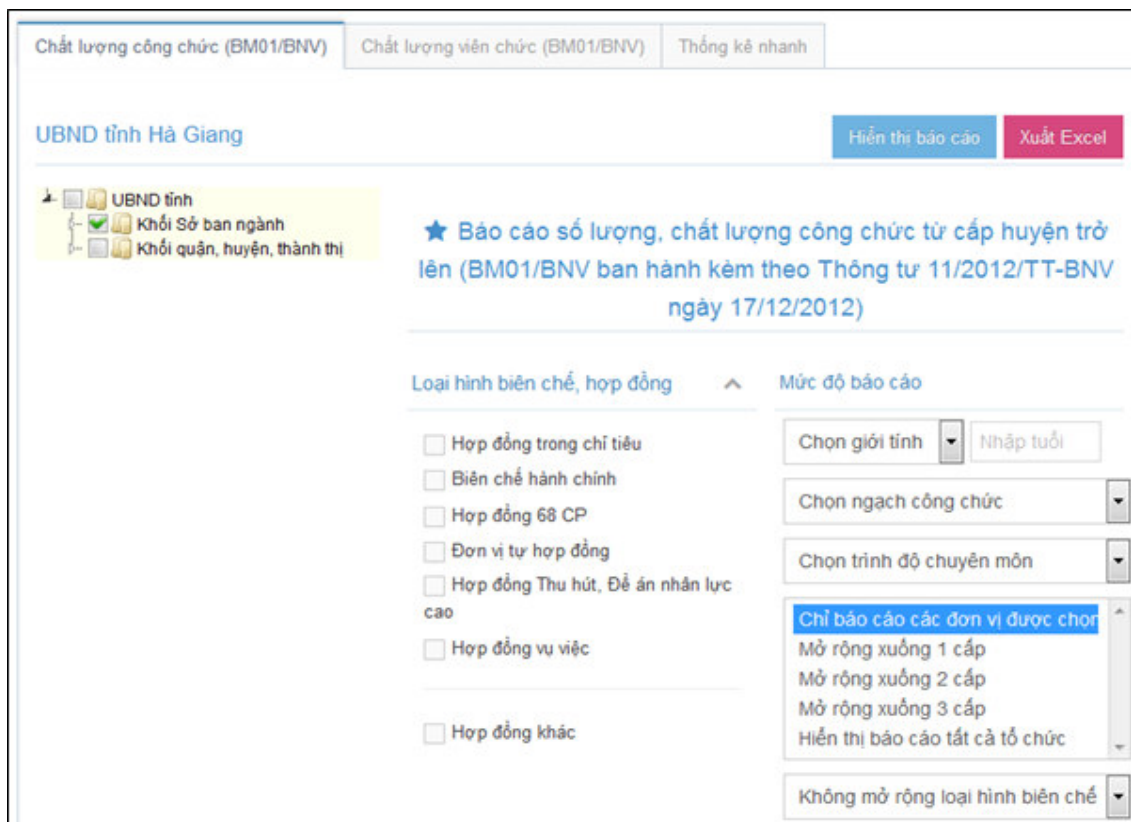 Chất lượng công chức (BM01/BNV)
Chất lượng viên chức (BM01/BNV)
Thống kê nhanh
UBND tỉnh Hà Giang
Hiển thị báo cáo
Xuất Excel
UBND tỉnh
Khối Sở ban ngành
Khối quận, huyện, thành thị
Báo cáo số lượng, chất lượng công chức từ cấp huyện trở
lên (BM01/BNV ban hành kèm theo Thông tư 11/2012/TT-BNV
ngày 17/12/2012)
Loại hình biên chế, hợp đồng
Hợp đồng trong chỉ tiêu
Biên chế hành chính
Hợp đồng 68 CP
Đơn vị tự hợp đồng
Hợp đồng Thu hút, Đề án nhân lực
cao
Hợp đồng vụ việc
Hợp đồng khác
Mức độ báo cáo
Chọn giới tính
Nhập tuổi
Chọn ngạch công chức
Chọn trình độ chuyên môn
Chỉ báo cáo các đơn vị được chọn
Mở rộng xuống 1 cấp
Mở rộng xuống 2 cấp
Mở rộng xuống 3 cấp
Hiển thị báo cáo tất cả tổ chức
Không mở rộng loại hình biên chế